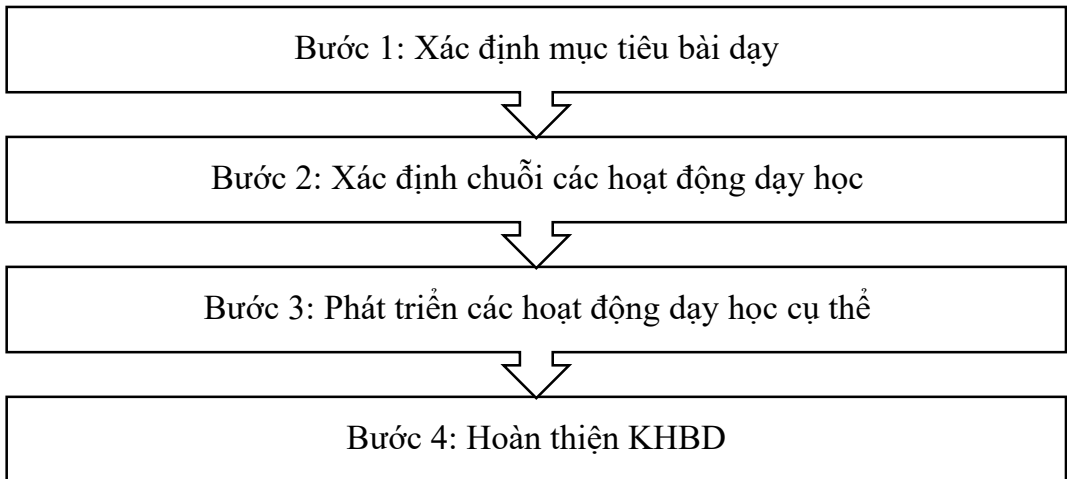 Bước 1: Xác định mục tiêu bài dạy
Bước 2: Xác định chuỗi các hoạt động dạy học
Bước 3: Phát triển các hoạt động dạy học cụ thể
Bước 4: Hoàn thiện KHBD